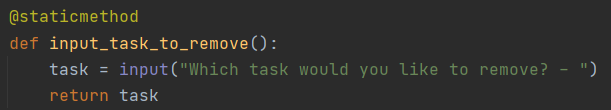 @staticmethod
def input_task_to_remove():
    task = input("Which task would you like to remove? - ")
    return task